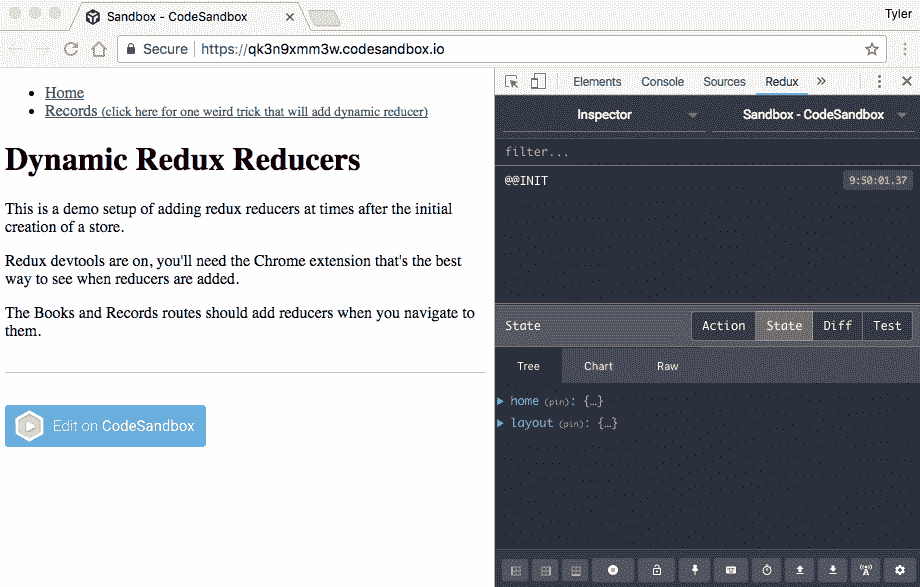 Sandbox - CodeSandbox
Tyler
Secure
https://qk3n9xmm3w.codesandbox.io
Home
Records (click here for one weird trick that will add dynamic reducer)
Dynamic Redux Reducers
This is a demo setup of adding redux reducers at times after the initial
creation of a store.
Redux devtools are on, you'll need the Chrome extension that's the best
way to see when reducers are added.
The Books and Records routes should add reducers when you navigate to
them.
Edit on CodeSandbox
Elements Console Sources Redux »
Inspector
Sandbox - CodeSandbox
filter...
@@INIT
9:50:01.37
State
Action State Diff Test
Tree Chart Raw
home (pin): {…}
layout (pin): {…}